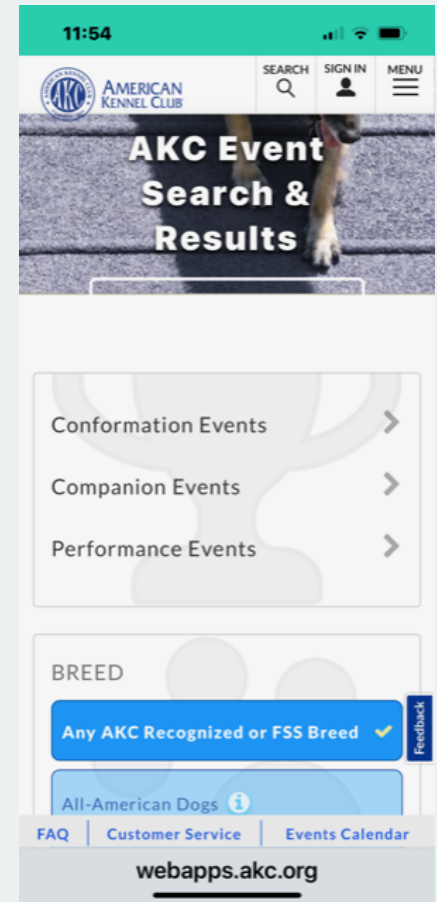 11:54
SEARCH
SIGN IN
MENU
AMERICAN
KENNEL CLUB
AKC
AKC Event
Search &
Results
Conformation Events
Companion Events
Performance Events
BREED
Any AKC Recognized or FSS Breed
Feedback
All-American Dogs
FAQ
Customer Service
Events Calendar
webapps.akc.org